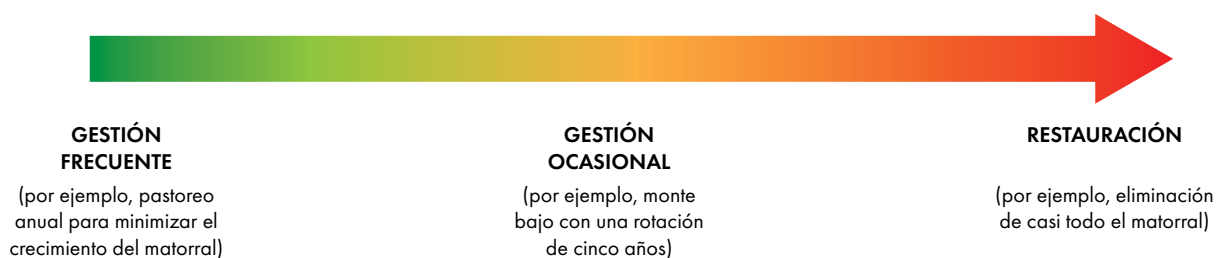 GESTIÓN
FRECUENTE
(por ejemplo, pastoreo
anual para minimizar el
crecimiento del matorral)
GESTIÓN
OCASIONAL
(por ejemplo, monte
bajo con una rotación
de cinco años)
RESTAURACIÓN
(por ejemplo, eliminación
de casi todo el matorral)